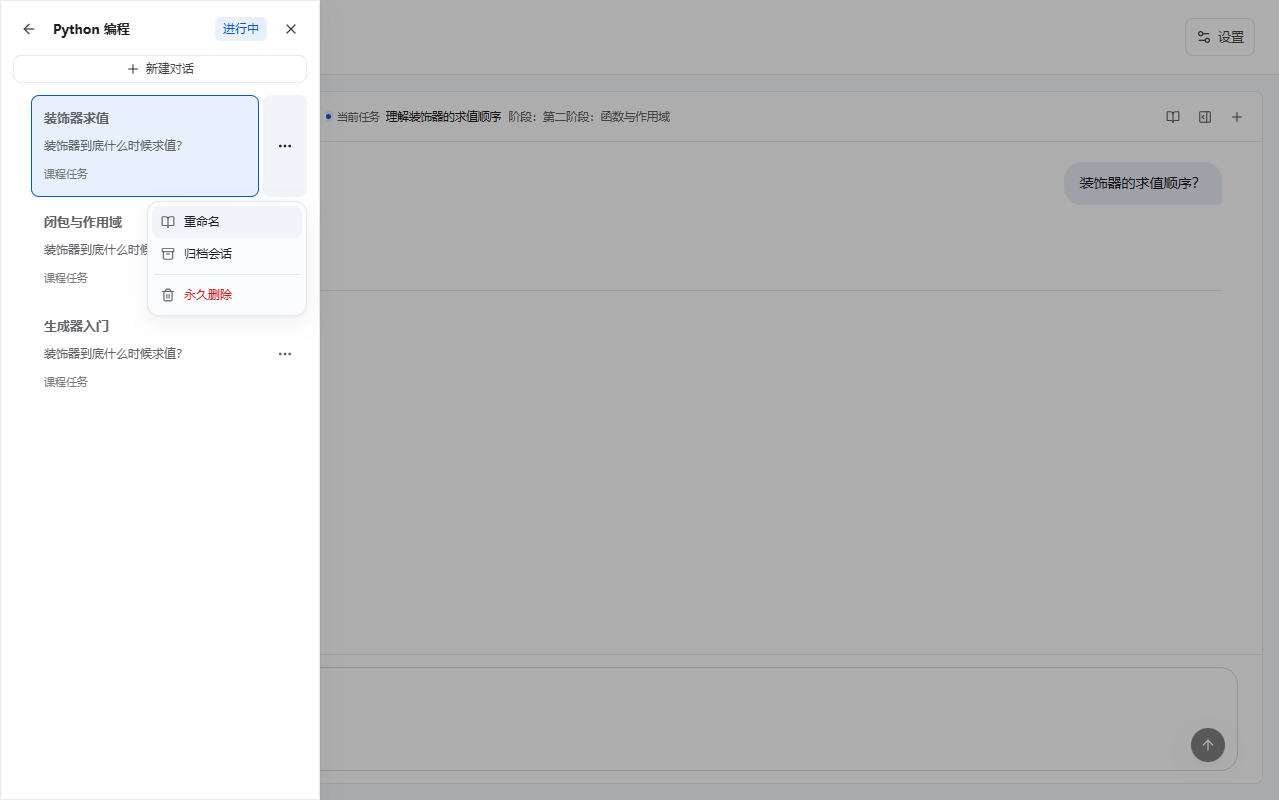 Python 编程
进行中
新建对话
装饰器求值
装饰器到底什么时候求值?
课程任务
重命名
归档会话
永久删除
闭包与作用域
装饰器到底什么时候
课程任务
生成器入门
装饰器到底什么时候求值?
课程任务
设置
当前任务 理解装饰器的求值顺序 阶段: 第二阶段: 函数与作用域
装饰器的求值顺序?